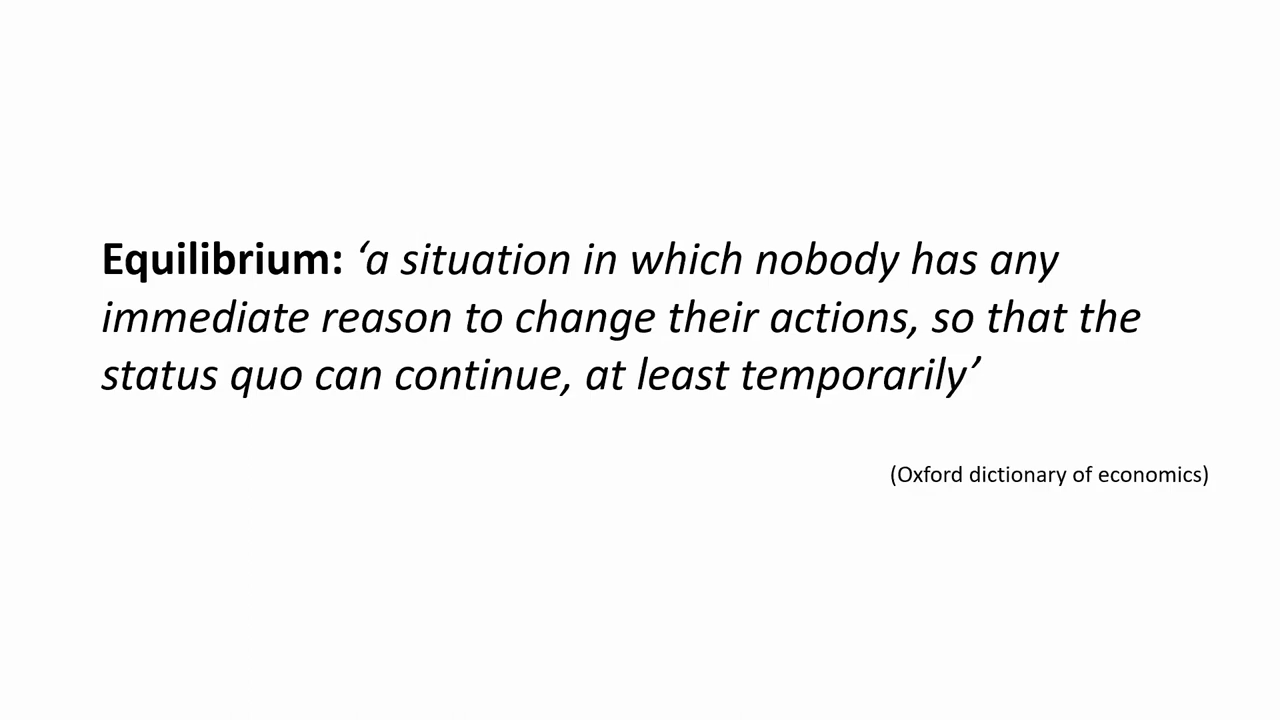 Equilibrium: ‘a situation in which nobody has any
immediate reason to change their actions, so that the
status quo can continue, at least temporarily’
(Oxford dictionary of economics)